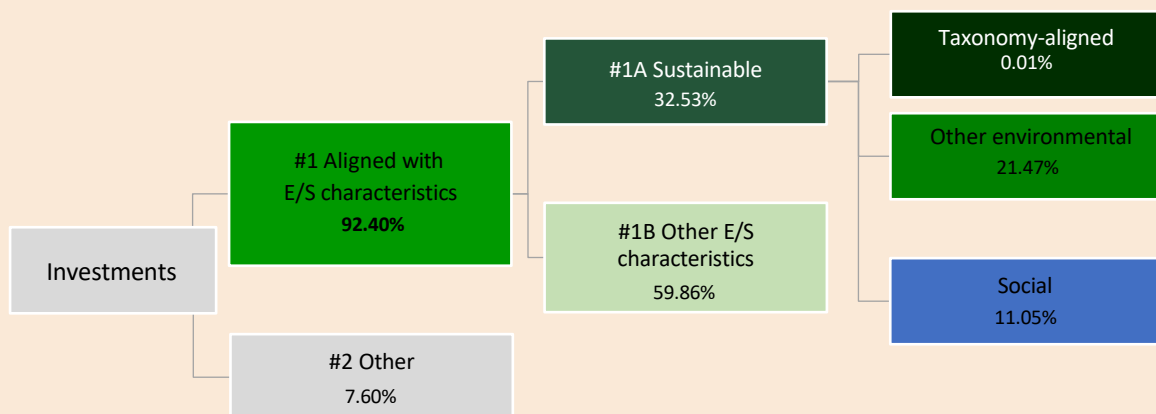 Investments
#1 Aligned with
E/S characteristics
92.40%
#2 Other
7.60%
#1A Sustainable
32.53%
#1B Other E/S
characteristics
59.86%
Taxonomy-aligned
0.01%
Other environmental
21.47%
Social
11.05%